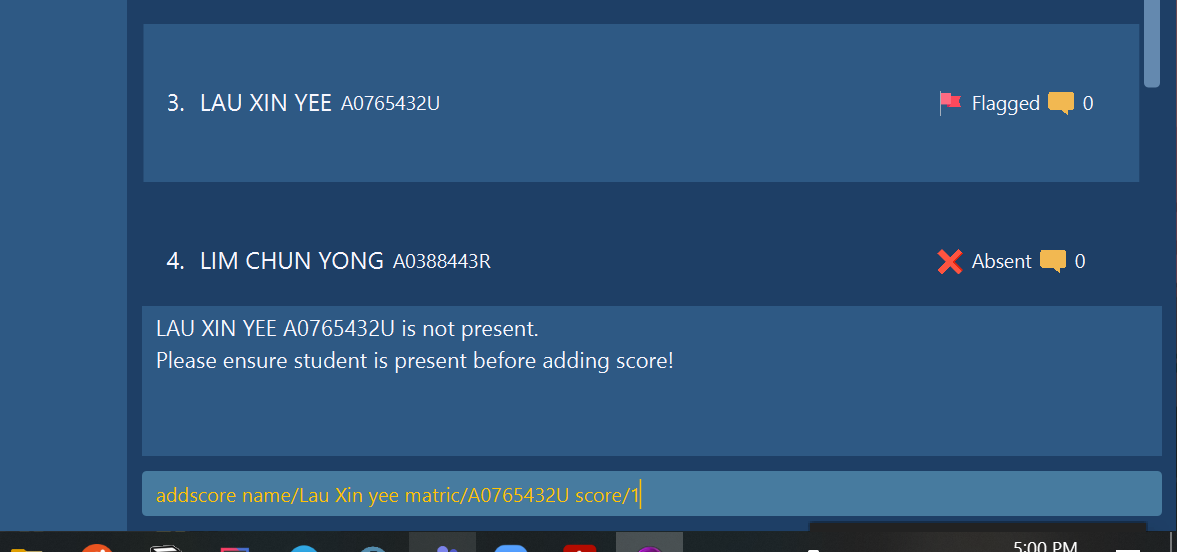 3. LAU XIN YEE A0765432U Flagged 0
4. LIM CHUN YONG A0388443R Absent 0
LAU XIN YEE A0765432U is not present.
Please ensure student is present before adding score!
addscore name/Lau Xin yee matric/A0765432U score/1
5:00 PM